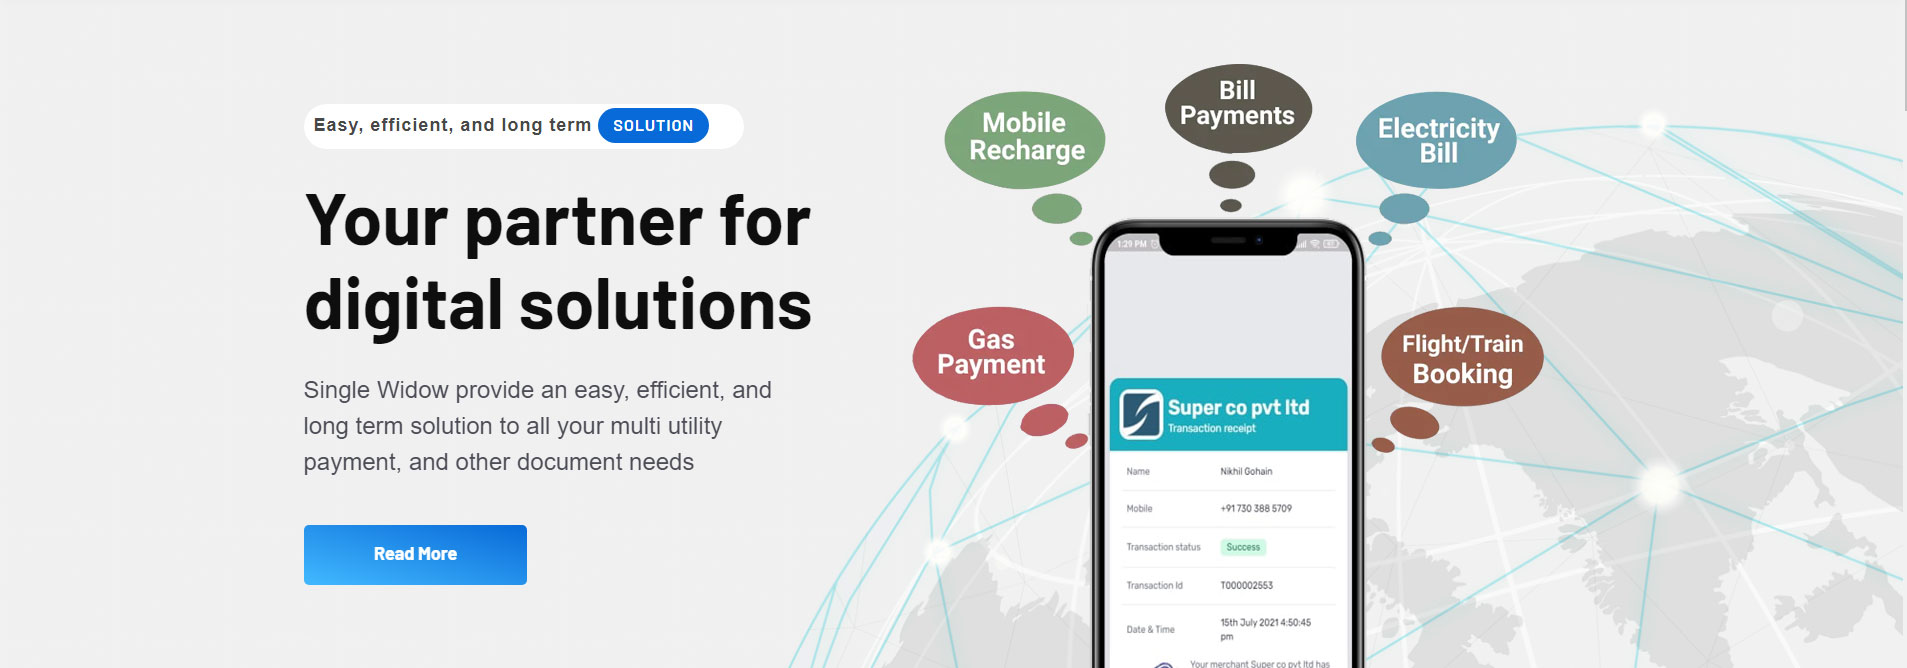 Easy, efficient, and long term SOLUTION
Your partner for
digital solutions
Single Widow provide an easy, efficient, and
long term solution to all your multi utility
payment, and other document needs
Read More
Mobile
Recharge
Bill
Payments
Electricity
Bill
Gas
Payment
Flight/Train
Booking
1:29 PM
Super co pvt ltd
Transaction receipt
Name Nikhil Gohain
Mobile +91 730 388 5709
Transaction status Success
Transaction Id T000002553
Date & Time 15th July 2021 4:50:45
pm
Your merchant Super co pvt ltd has